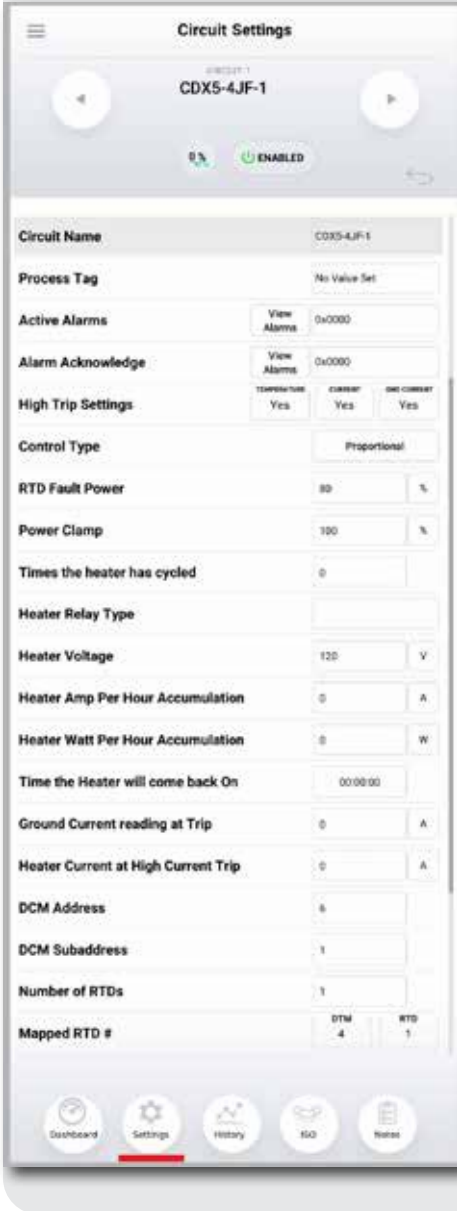 Circuit Settings
CIRCUIT 1
CDX5-4JF-1
0 %
ENABLED
Circuit Name CDX5-4JF-1
Process Tag No Value Set
Active Alarms View Alarms 0x0000
Alarm Acknowledge View Alarms 0x0000
TEMPERATURE CURRENT GND CURRENT
High Trip Settings Yes Yes Yes
Control Type Proportional
RTD Fault Power 80 %
Power Clamp 100 %
Times the heater has cycled 0
Heater Relay Type
Heater Voltage 120 V
Heater Amp Per Hour Accumulation 0 A
Heater Watt Per Hour Accumulation 0 W
Time the Heater will come back On 00:00:00
Ground Current reading at Trip 0 A
Heater Current at High Current Trip 0 A
DCM Address 6
DCM Subaddress 1
Number of RTDs 1
DTM RTD
Mapped RTD # 4 1
Dashboard Settings History ISO Notes